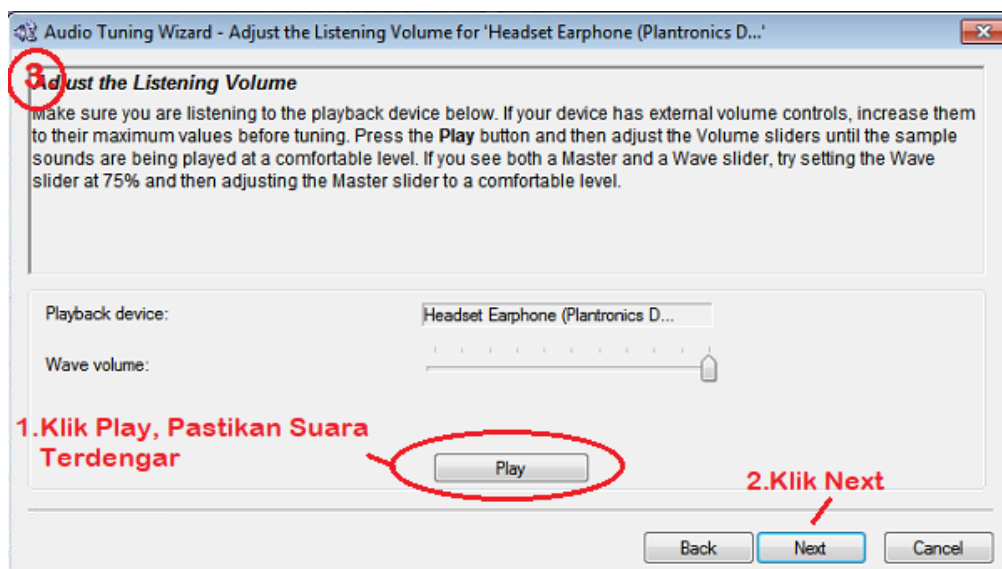 Audio Tuning Wizard - Adjust the Listening Volume for 'Headset Earphone (Plantronics D...'
3
Adjust the Listening Volume
Make sure you are listening to the playback device below. If your device has external volume controls, increase them
to their maximum values before tuning. Press the Play button and then adjust the Volume sliders until the sample
sounds are being played at a comfortable level. If you see both a Master and a Wave slider, try setting the Wave
slider at 75% and then adjusting the Master slider to a comfortable level.
Playback device:
Headset Earphone (Plantronics D...
Wave volume:
1.Klik Play, Pastikan Suara
Terdengar
Play
2.Klik Next
Back
Next
Cancel